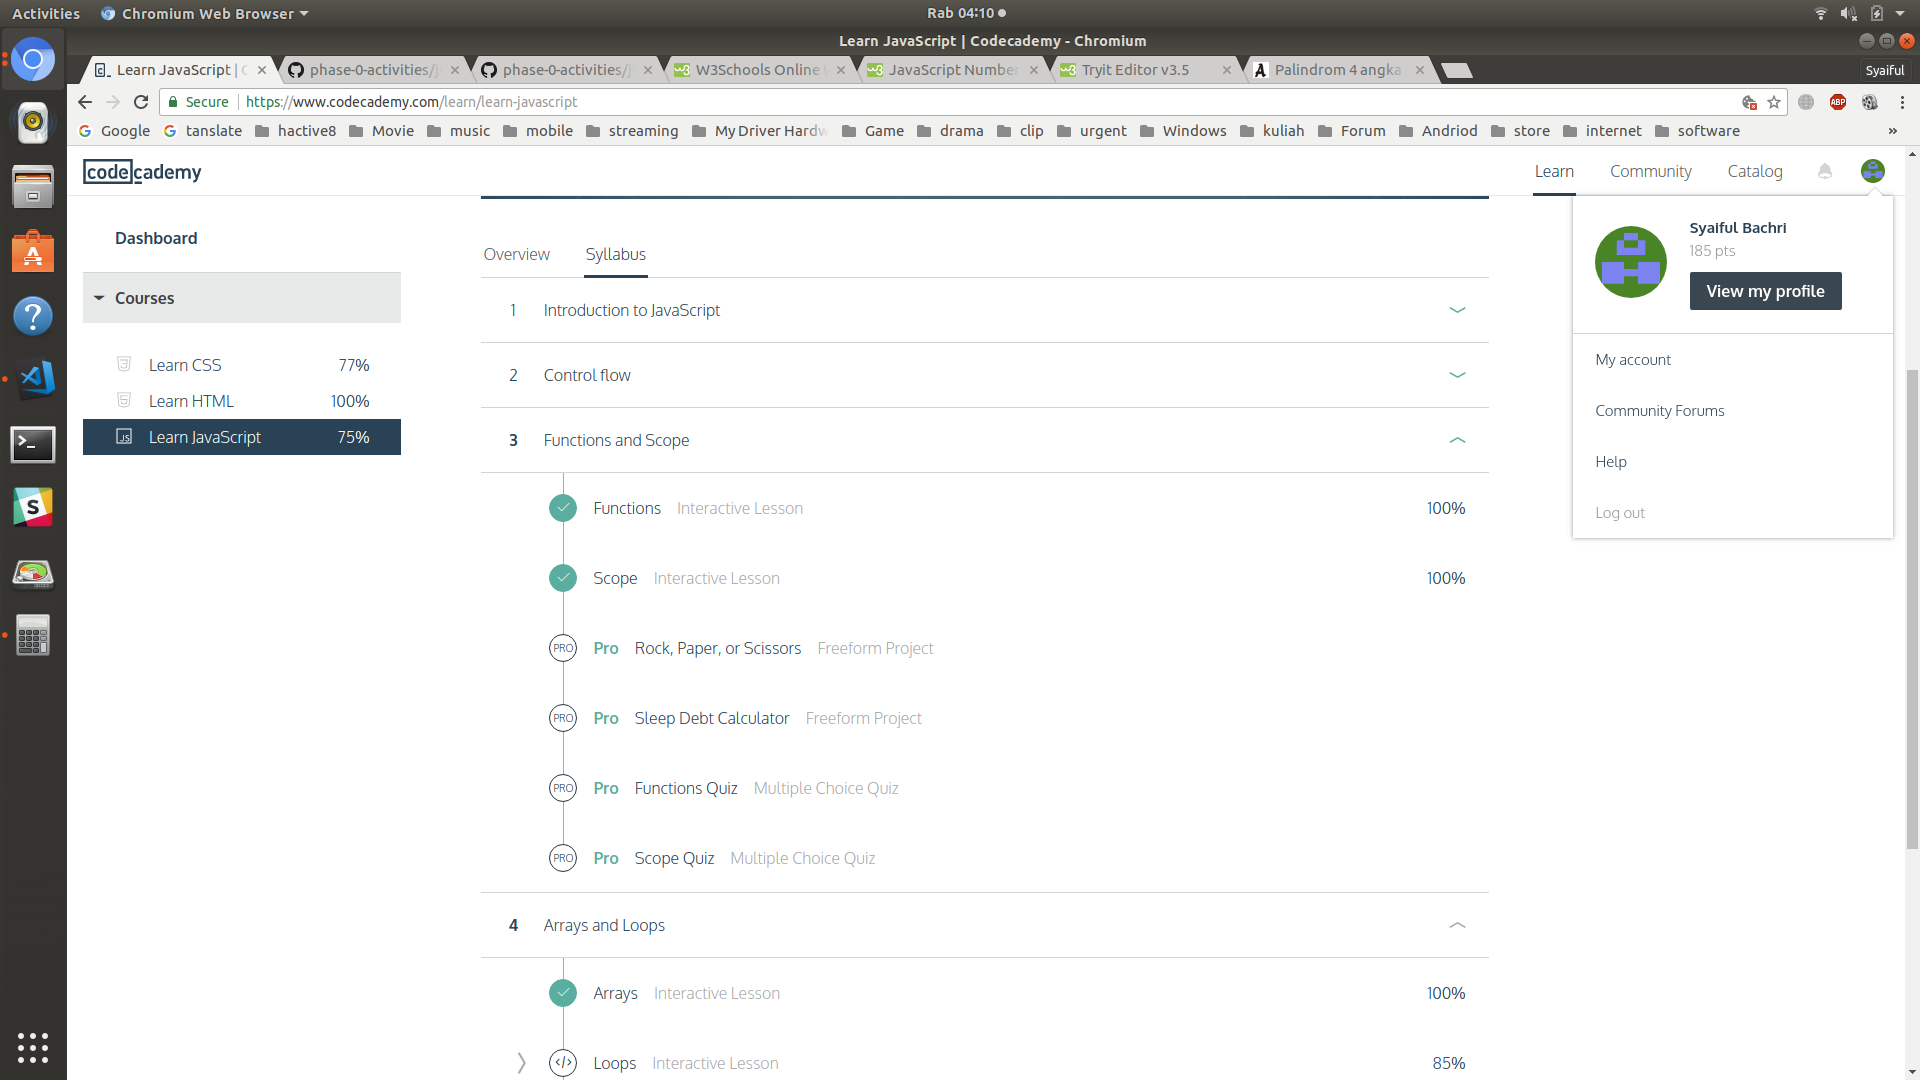 Activities
Chromium Web Browser
Rab 04:10
Learn JavaScript | Codecademy - Chromium
Learn JavaScript |
phase-0-activities/
phase-0-activities/
W3Schools Online
JavaScript Number
Tryit Editor v3.5
Palindrom 4 angka
Syaiful
Secure
https://www.codecademy.com/learn/learn-javascript
ABP
Google
tanslate
hactive8
Movie
music
mobile
streaming
My Driver Hardw
Game
drama
clip
urgent
Windows
kuliah
Forum
Andriod
store
internet
software
»
codecademy
Learn
Community
Catalog
Dashboard
Courses
Learn CSS 77%
Learn HTML 100%
JS Learn JavaScript 75%
Overview
Syllabus
1 Introduction to JavaScript
2 Control flow
3 Functions and Scope
Functions Interactive Lesson 100%
Scope Interactive Lesson 100%
PRO Pro Rock, Paper, or Scissors Freeform Project
PRO Pro Sleep Debt Calculator Freeform Project
PRO Pro Functions Quiz Multiple Choice Quiz
PRO Pro Scope Quiz Multiple Choice Quiz
4 Arrays and Loops
Arrays Interactive Lesson 100%
</> Loops Interactive Lesson 85%
Syaiful Bachri
185 pts
View my profile
My account
Community Forums
Help
Log out